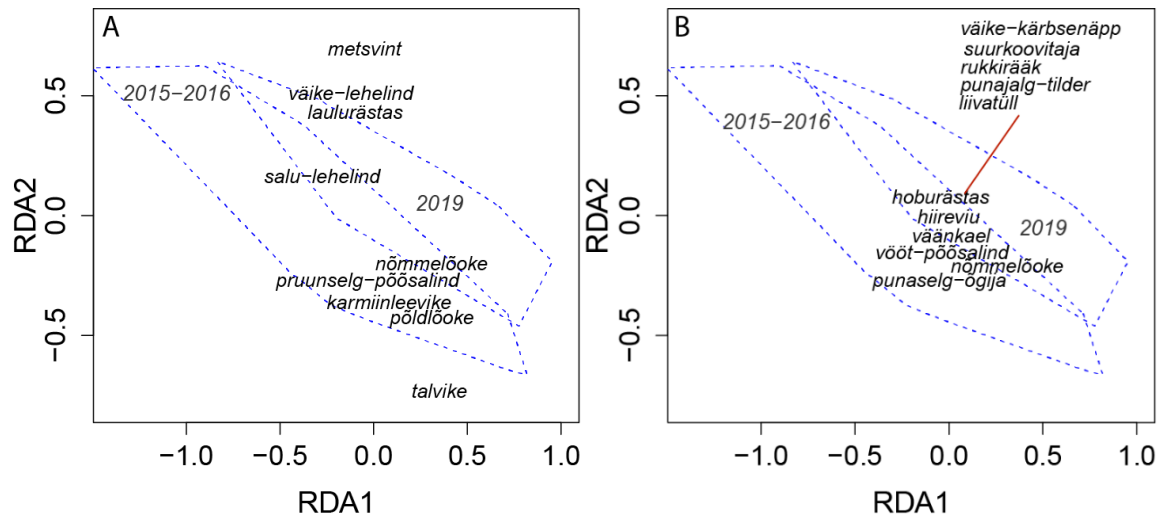 A
metsvint
2015−2016
väike−lehelind
laulurästas
salu−lehelind
2019
nõmmelõoke
pruunselg−põõsalind
karmiinleevike
põldlõoke
talvike
RDA2
0.5
0.0
−0.5
−1.0 −0.5 0.0 0.5 1.0
RDA1
B
väike−kärbsenäpp
suurkoovitaja
rukkirääk
punajalg−tilder
liivatüll
2015−2016
hoburästas
hiireviu
2019
väänkael
vööt−põõsalind
nõmmelõoke
punaselg−õgija
RDA2
0.5
0.0
−0.5
−1.0 −0.5 0.0 0.5 1.0
RDA1